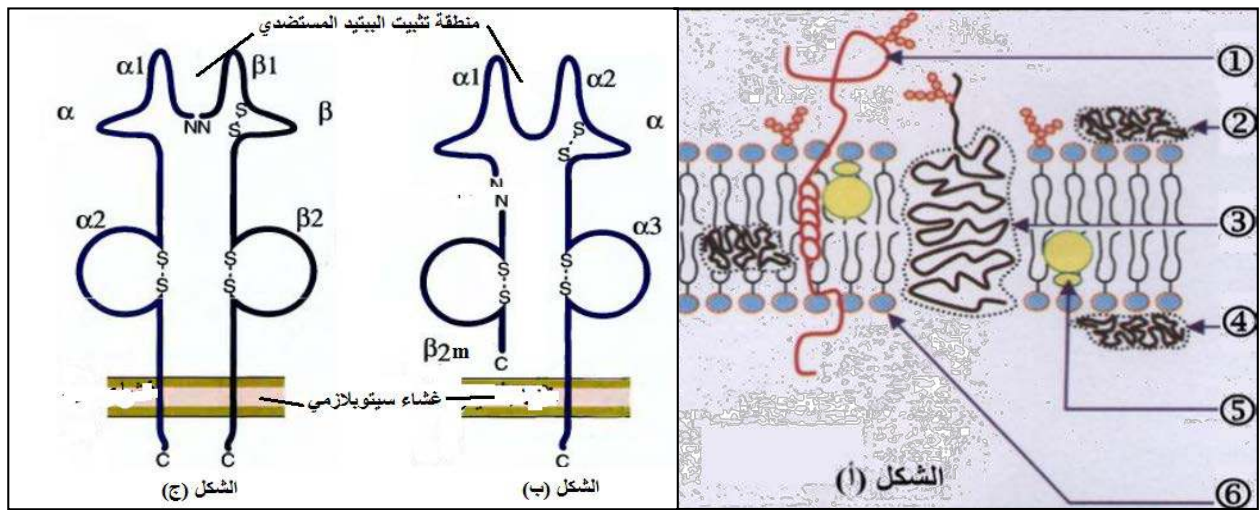 منطقة تثبيت الببتيد المستضدي
α1
β1
α
NN
S
S
β
α2
β2
S
S
S
S
C
C
الشكل (ج)
α1
α2
α
S
S
N
N
α3
S
S
S
S
β2m
C
غشاء سيتوبلازمي
C
الشكل (ب)
①
②
③
④
⑤
⑥
الشكل (أ)